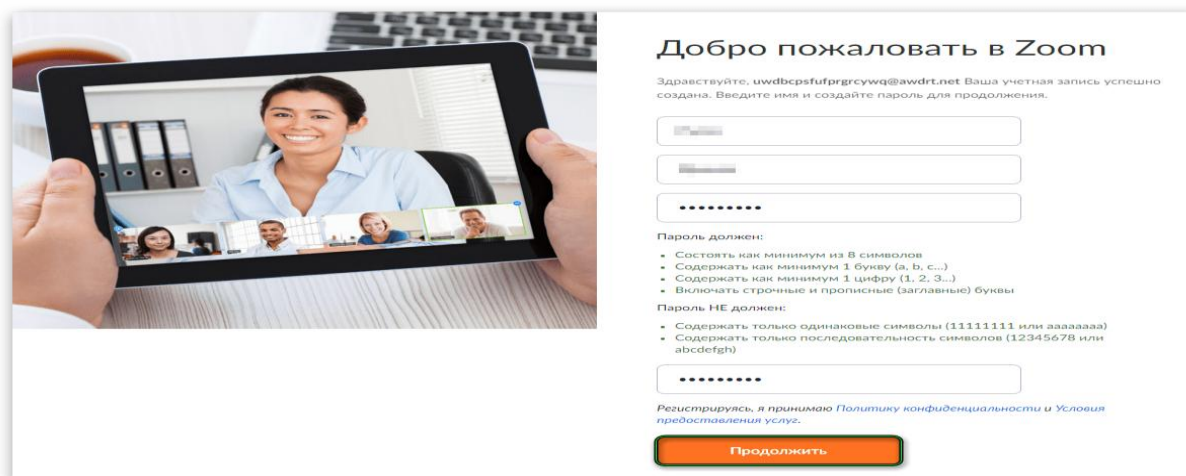 Добро пожаловать в Zoom
Здравствуйте, uwdbcpsfufprgrcywq@awdrt.net Ваша учетная запись успешно
создана. Введите имя и создайте пароль для продолжения.
•••••••••
Пароль должен:
• Состоять как минимум из 8 символов
• Содержать как минимум 1 букву (a, b, c...)
• Содержать как минимум 1 цифру (1, 2, 3...)
• Включать строчные и прописные (заглавные) буквы
Пароль НЕ должен:
• Содержать только одинаковые символы (11111111 или aaaaaaaa)
• Содержать только последовательность символов (12345678 или
abcdefgh)
•••••••••
Регистрируясь, я принимаю Политику конфиденциальности и Условия
предоставления услуг.
Продолжить